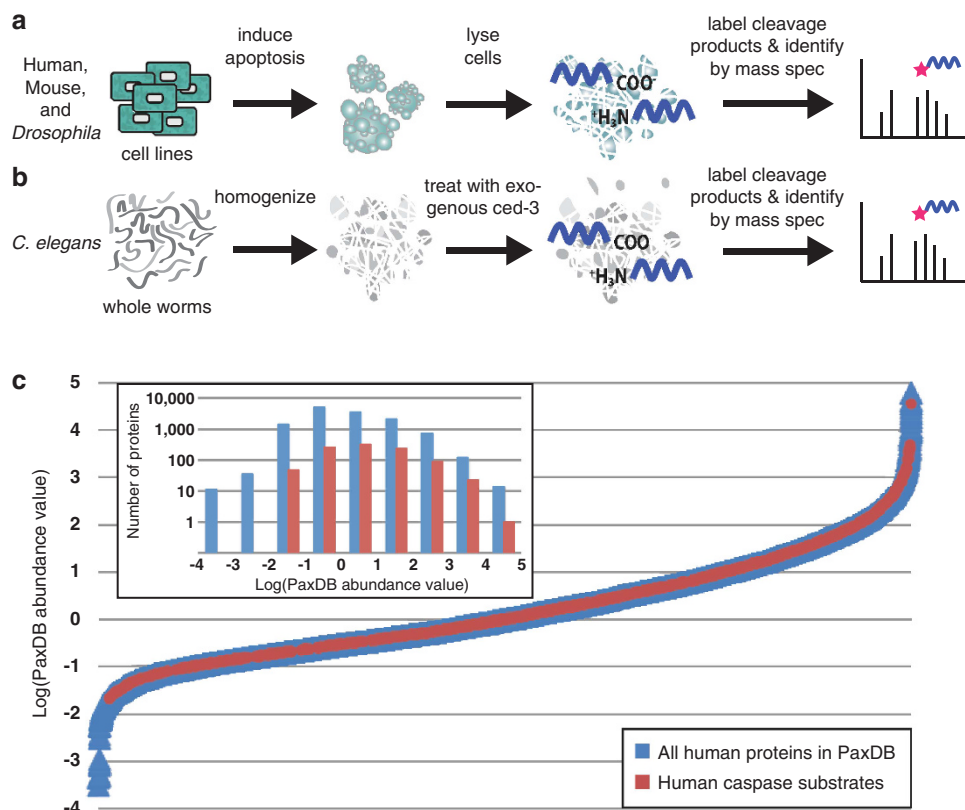 a
Human,
Mouse,
and
Drosophila
cell lines
induce
apoptosis
lyse
cells
COO-
+H3N
label cleavage
products & identify
by mass spec
b
C. elegans
whole worms
homogenize
treat with exo-
genous ced-3
COO
+H3N
label cleavage
products & identify
by mass spec
c
Log(PaxDB abundance value)
5
4
3
2
1
0
-1
-2
-3
-4
Number of proteins
10,000
1,000
100
10
1
-4 -3 -2 -1 0 1 2 3 4 5
Log(PaxDB abundance value)
All human proteins in PaxDB
Human caspase substrates